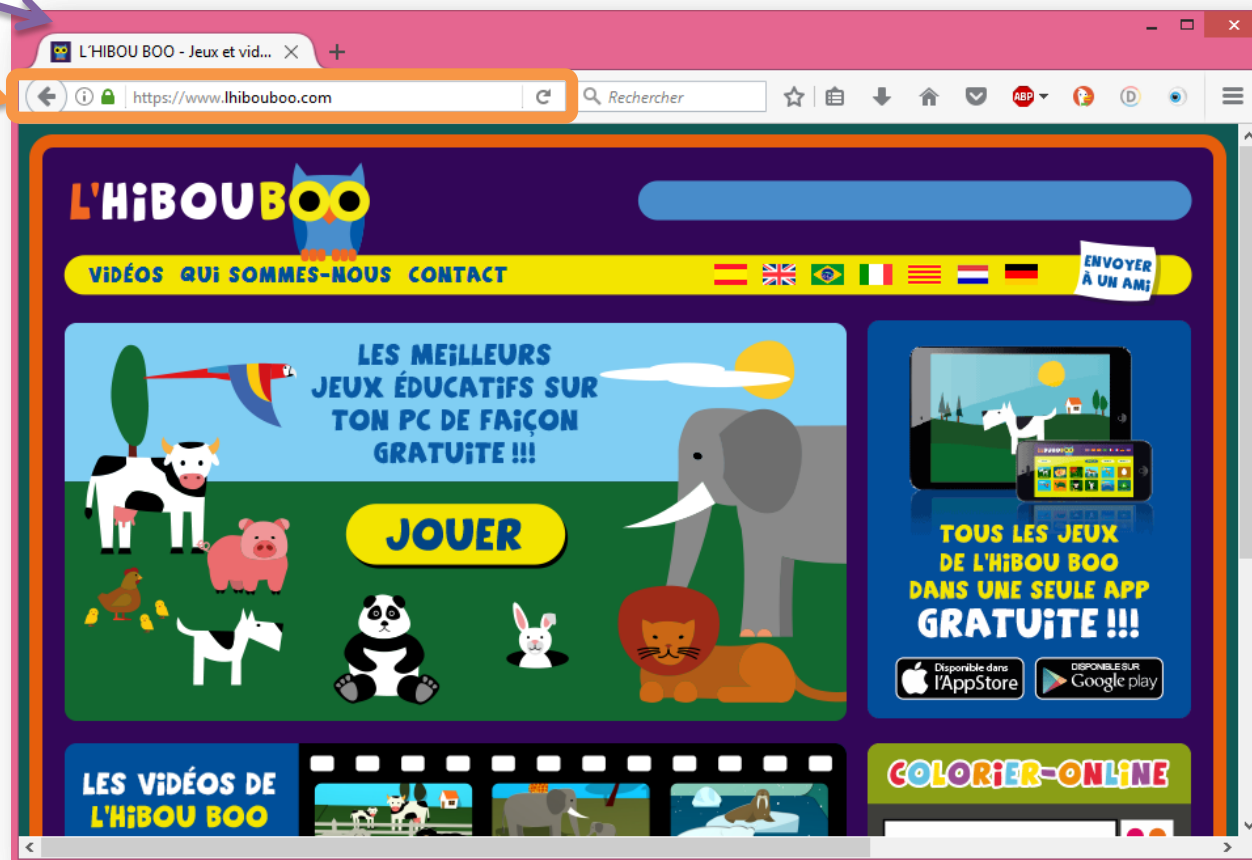 L´HIBOU BOO - Jeux et vid...
https://www.lhibouboo.com
Rechercher
ABP
D
L'HiBOUBOO
ViDÉOS QUi SOMMES-NOUS CONTACT
ENVOYER
À UN AMi
LES MEiLLEURS
JEUX ÉDUCATiFS SUR
TON PC DE FAiÇON
GRATUiTE !!!
JOUER
TOUS LES JEUX
DE L'HiBOU BOO
DANS UNE SEULE APP
GRATUiTE !!!
Disponible dans
l'AppStore
DISPONIBLE SUR
Google play
LES ViDÉOS DE
L'HiBOU BOO
COLORiER-ONLiNE